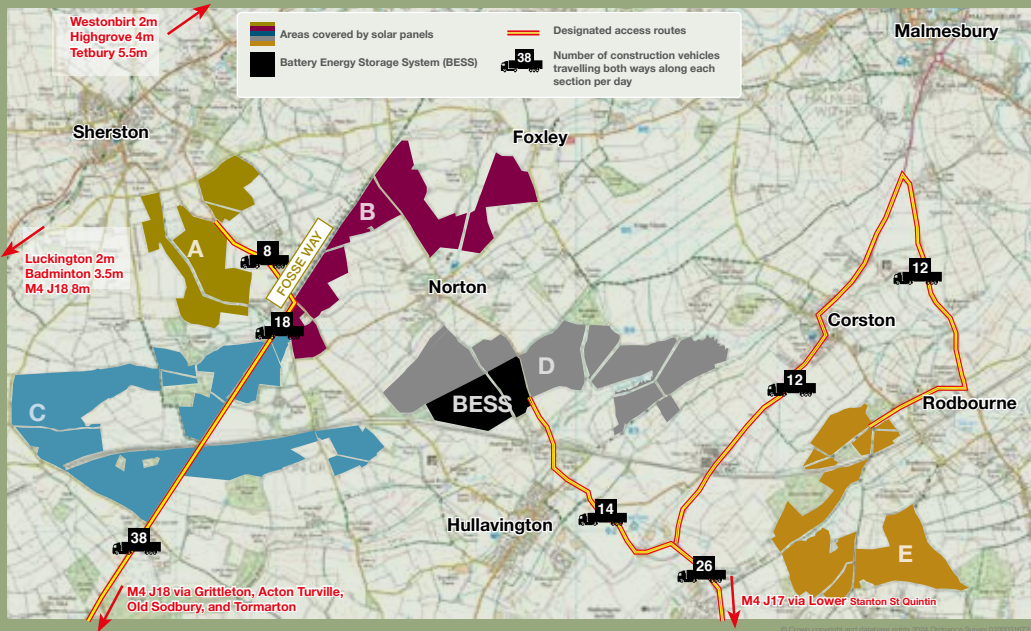 Westonbirt 2m
Highgrove 4m
Tetbury 5.5m
Areas covered by solar panels
Battery Energy Storage System (BESS)
Designated access routes
38
Number of construction vehicles
travelling both ways along each
section per day
Malmesbury
Sherston
Foxley
B
A
8
FOSSE WAY
Luckington 2m
Badminton 3.5m
M4 J18 8m
12
Norton
18
Corston
D
12
C
BESS
Rodbourne
14
Hullavington
38
E
26
M4 J18 via Grittleton, Acton Turville,
Old Sodbury, and Tormarton
M4 J17 via Lower Stanton St Quintin